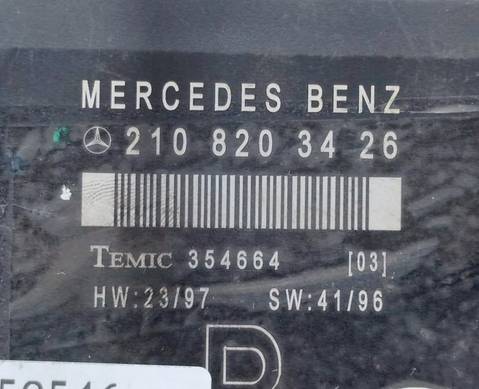 MERCEDES BENZ
210 820 34 26
TEMIC 354664 [03]
HW:23/97 SW:41/96
D